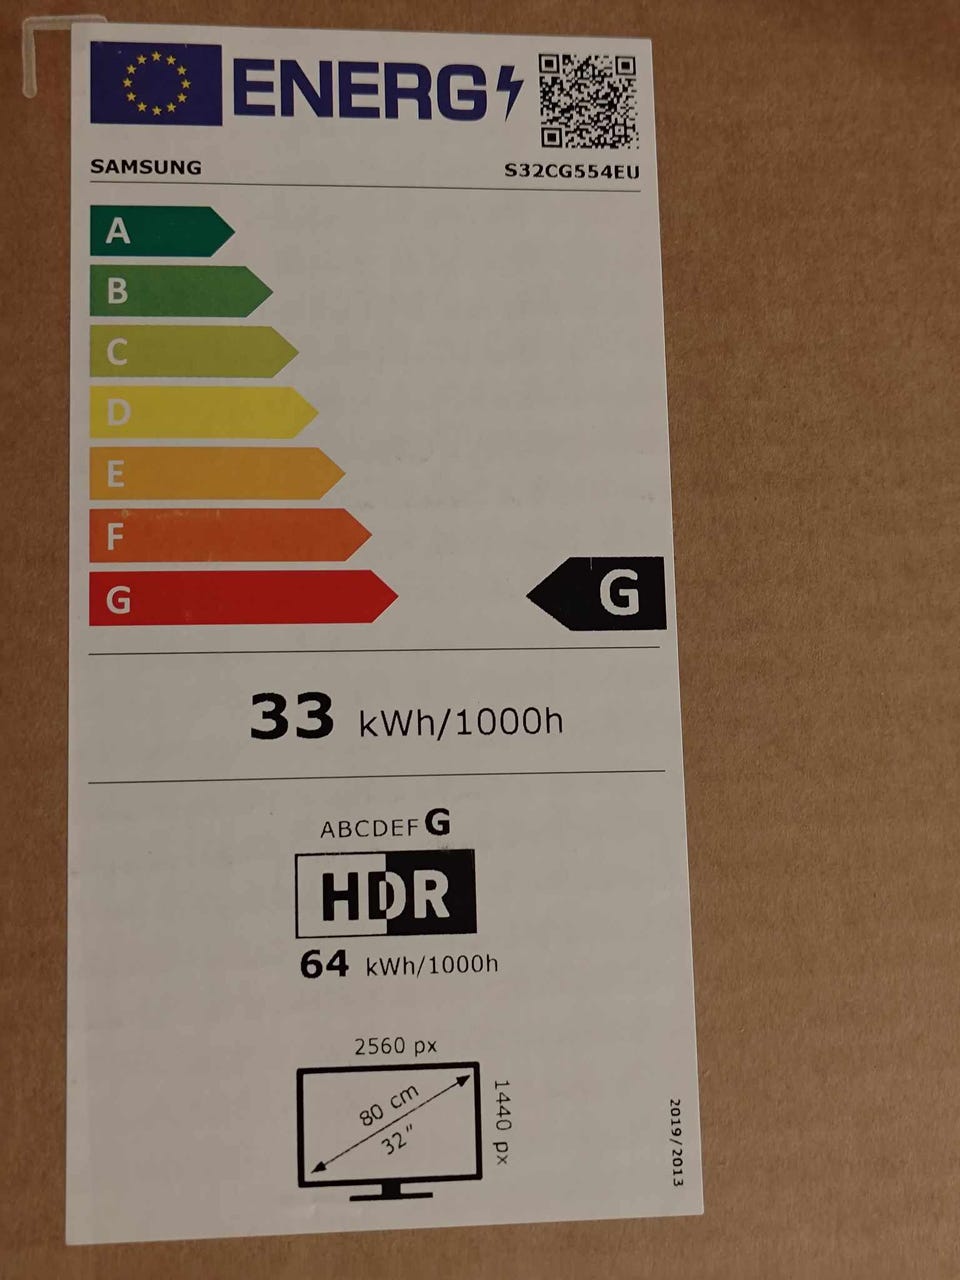 ENERG
SAMSUNG S32CG554EU
A
B
C
D
E
F
G
G
33 kWh/1000h
ABCDEFG
HDR
64 kWh/1000h
2560 px
80 cm
32"
1440 px
2019/2013